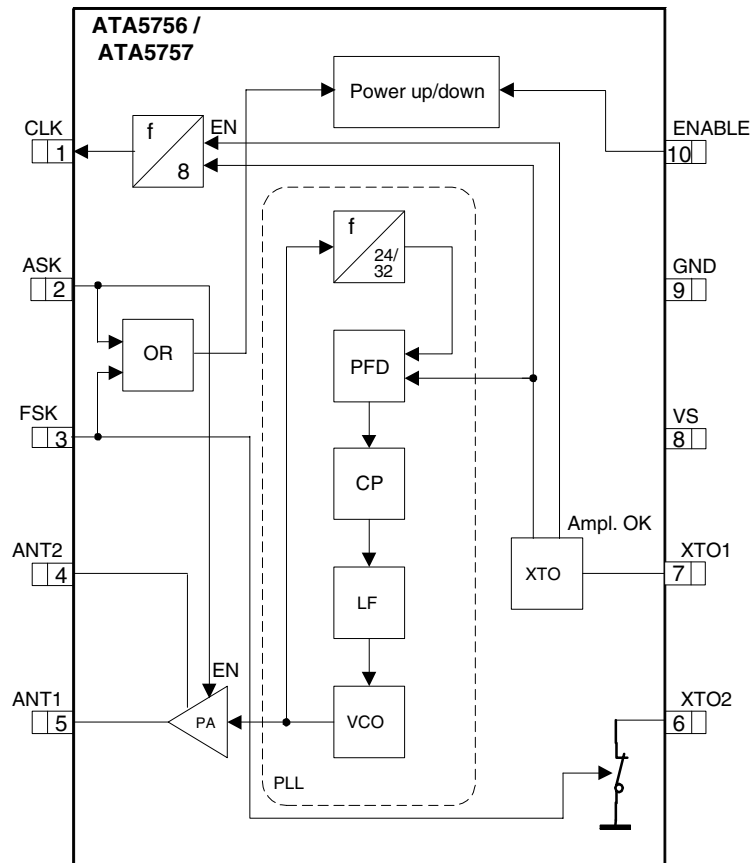 ATA5756 /
ATA5757
Power up/down
CLK
1
f
8
EN
ENABLE
10
f
24/
32
ASK
2
GND
9
OR
PFD
FSK
3
VS
8
CP
Ampl. OK
ANT2
4
XTO
XTO1
7
LF
EN
ANT1
5
PA
VCO
XTO2
6
PLL